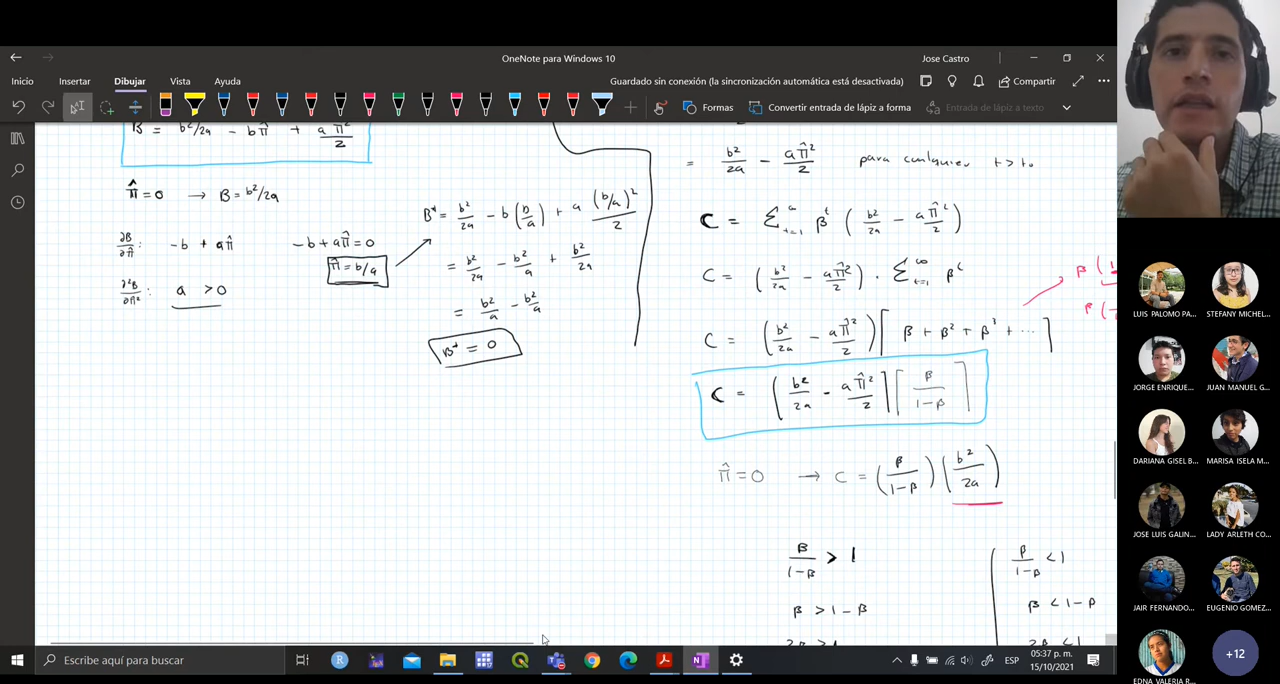 OneNote para Windows 10
Jose Castro
Inicio Insertar Dibujar Vista Ayuda
Guardado sin conexión (la sincronización automática está desactivada)
Compartir
Formas
Convertir entrada de lápiz a forma
Entrada de lápiz a texto
B = b²/2a - bπ̂ + aπ̂²/2
π̂ = 0 → B = b²/2a
∂B/∂π̂: -b + aπ̂ -b + aπ̂ = 0
π̂ = b/a
∂²B/∂π̂²: a > 0
B* = b²/2a - b(b/a) + a (b/a)²/2
= b²/2a - b²/a + b²/2a
= b²/a - b²/a
B* = 0
= b²/2a - aπ̂²/2 para cualquier t > t₀
C = Σ β^t (b²/2a - aπ̂²/2)
C = (b²/2a - aπ̂²/2) · Σ β^t
C = (b²/2a - aπ̂²/2) [β + β² + β³ + ...]
C = [b²/2a - aπ̂²/2] [β/1-β]
π̂ = 0 → C = (β/1-β) (b²/2a)
β/1-β > 1
β > 1-β
2β > 1
β/1-β < 1
β < 1-β
2β < 1
LUIS PALOMO PA...
STEFANY MICHEL...
JORGE ENRIQUE...
JUAN MANUEL G...
DARIANA GISEL B...
MARISA ISELA M...
JOSE LUIS GALIN...
LADY ARLETH CO...
JAIR FERNANDO...
EUGENIO GOMEZ...
EDNA VALERIA R...
+12
Escribe aquí para buscar
ESP
05:37 p. m.
15/10/2021